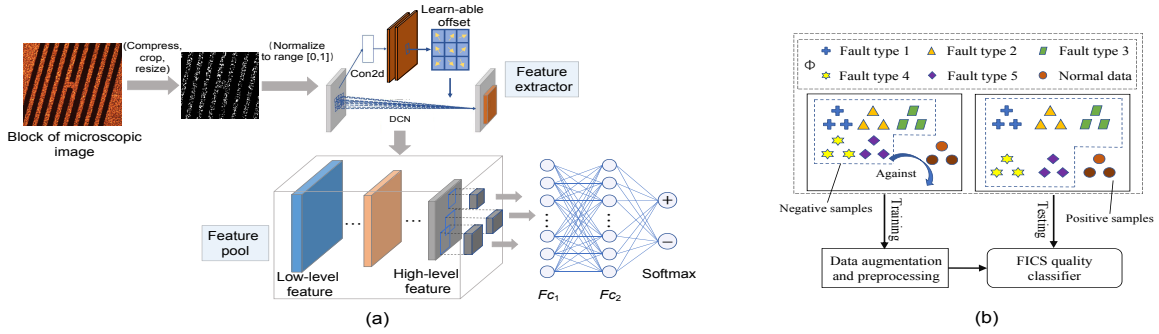 (Compress,
crop,
resize)
(Normalize
to range [0,1])
Block of microscopic
image
Con2d
Learn-able
offset
DCN
Feature
extractor
Feature
pool
Low-level
feature
High-level
feature
Fc1
Fc2
+
−
Softmax
(a)
Φ
Fault type 1
Fault type 2
Fault type 3
Fault type 4
Fault type 5
Normal data
Against
Negative samples
Positive samples
Training
Testing
Data augmentation
and preprocessing
FICS quality
classifier
(b)